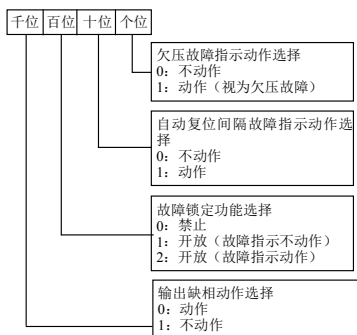 千位 百位 十位 个位
欠压故障指示动作选择
0：不动作
1：动作（视为欠压故障）
自动复位间隔故障指示动作选
择
0：不动作
1：动作
故障锁定功能选择
0：禁止
1：开放（故障指示不动作）
2：开放（故障指示动作）
输出缺相动作选择
0：动作
1：不动作